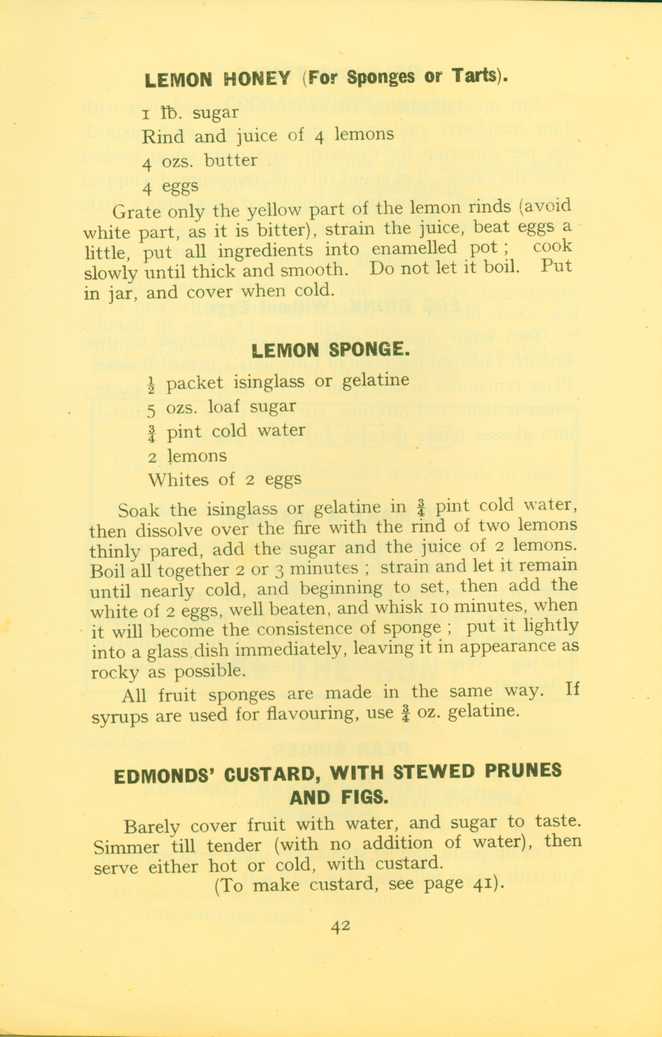 LEMON HONEY (For Sponges or Tarts).
1 lb. sugar
Rind and juice of 4 lemons
4 ozs. butter
4 eggs
Grate only the yellow part of the lemon rinds (avoid
white part, as it is bitter), strain the juice, beat eggs a
little, put all ingredients into enamelled pot ; cook
slowly until thick and smooth. Do not let it boil. Put
in jar, and cover when cold.
LEMON SPONGE.
½ packet isinglass or gelatine
5 ozs. loaf sugar
¾ pint cold water
2 lemons
Whites of 2 eggs
Soak the isinglass or gelatine in ¾ pint cold water,
then dissolve over the fire with the rind of two lemons
thinly pared, add the sugar and the juice of 2 lemons.
Boil all together 2 or 3 minutes ; strain and let it remain
until nearly cold, and beginning to set, then add the
white of 2 eggs, well beaten, and whisk 10 minutes, when
it will become the consistence of sponge ; put it lightly
into a glass dish immediately, leaving it in appearance as
rocky as possible.
All fruit sponges are made in the same way. If
syrups are used for flavouring, use ¾ oz. gelatine.
EDMONDS' CUSTARD, WITH STEWED PRUNES
AND FIGS.
Barely cover fruit with water, and sugar to taste.
Simmer till tender (with no addition of water), then
serve either hot or cold, with custard.
(To make custard, see page 41).
42